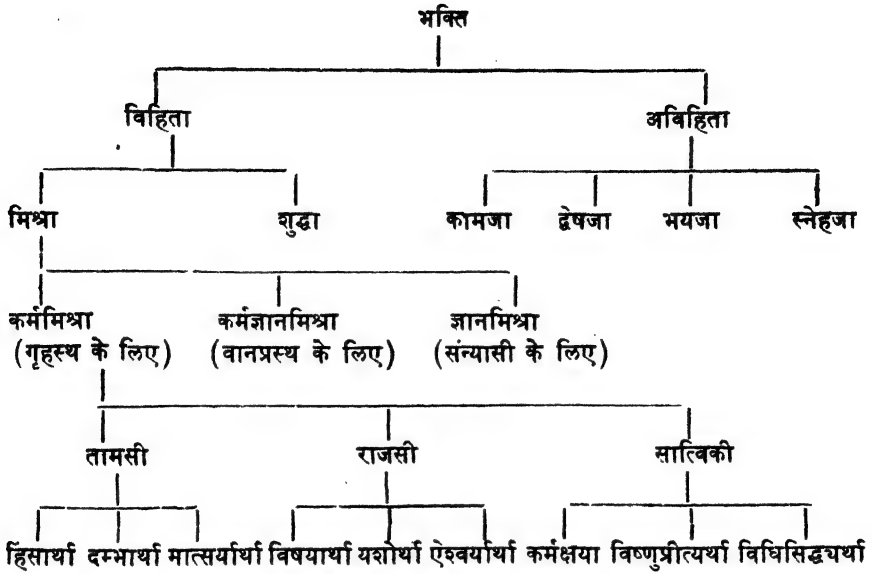 भक्ति
विहिता अविहिता
मिश्रा शुद्धा कामजा द्वेषजा भयजा स्नेहजा
कर्ममिश्रा कर्मज्ञानमिश्रा ज्ञानमिश्रा
(गृहस्थ के लिए) (वानप्रस्थ के लिए) (संन्यासी के लिए)
तामसी राजसी सात्विकी
हिंसार्था दम्भार्था मात्सर्यार्था विषयार्था यशोर्थो ऐश्वर्यार्था कर्मक्षया विष्णुप्रीत्यर्था विधिसिद्ध्यर्था